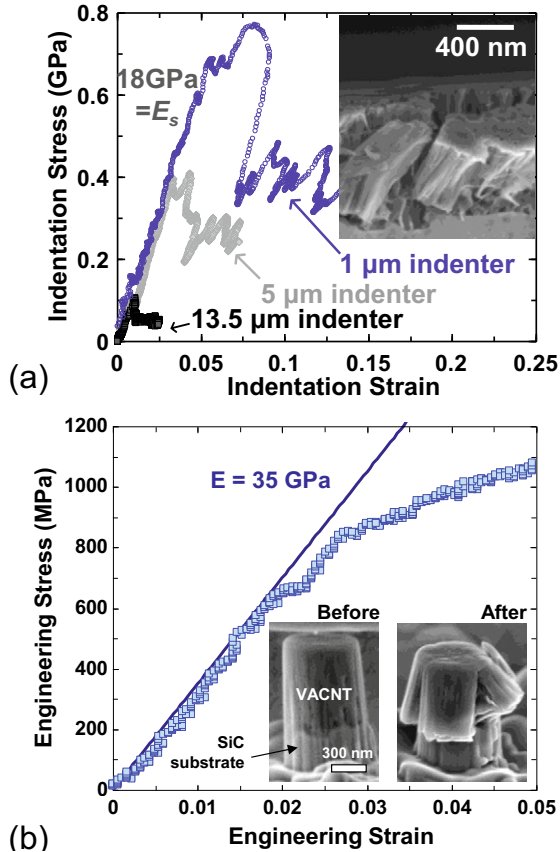 Indentation Stress (GPa)
0.8
0.6
0.4
0.2
0
18GPa
=Es
400 nm
1 µm indenter
5 µm indenter
13.5 µm indenter
0
0.05
0.10
0.15
0.20
0.25
(a)
Indentation Strain
Engineering Stress (MPa)
1200
1000
800
600
400
200
0
E = 35 GPa
Before
After
VACNT
SiC
substrate
300 nm
0
0.01
0.02
0.03
0.04
0.05
(b)
Engineering Strain